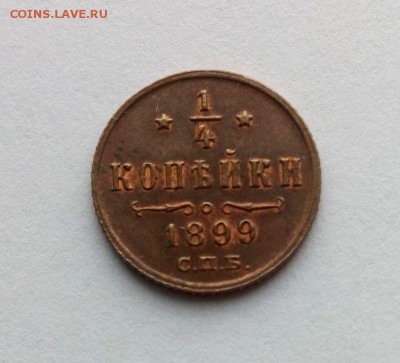 COINS.LAVE.RU
★ 1/4 ★
КОПѢЙКИ
1899
С.П.Б.